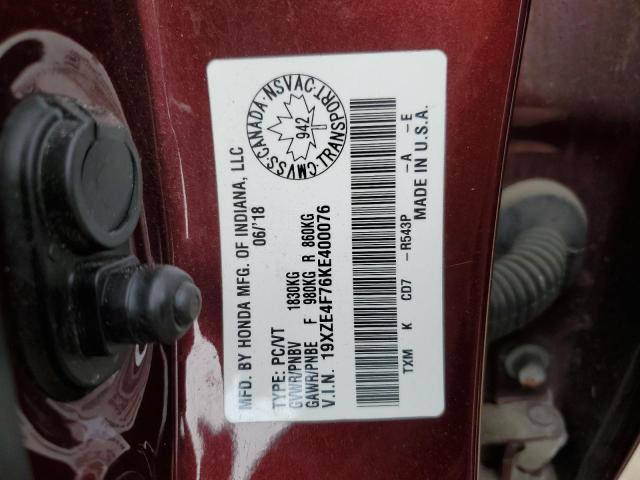 MFD. BY HONDA MFG. OF INDIANA, LLC
06/'18
TYPE: PC/VT
GVWR/PNBV 1830KG
GAWR/PNBE F 980KG R 860KG
V.I.N. 19XZE4F76KE400076
CANADA·NSVAC·TRANSPORT·CMVSS
942
TXM K CD7 -R543P -A -E
MADE IN U.S.A.